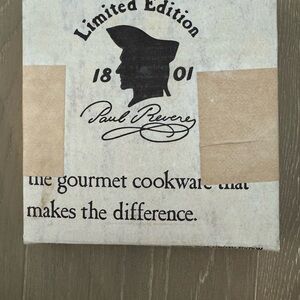 Limited Edition
18 01
Paul Revere
the gourmet cookware that
makes the difference.